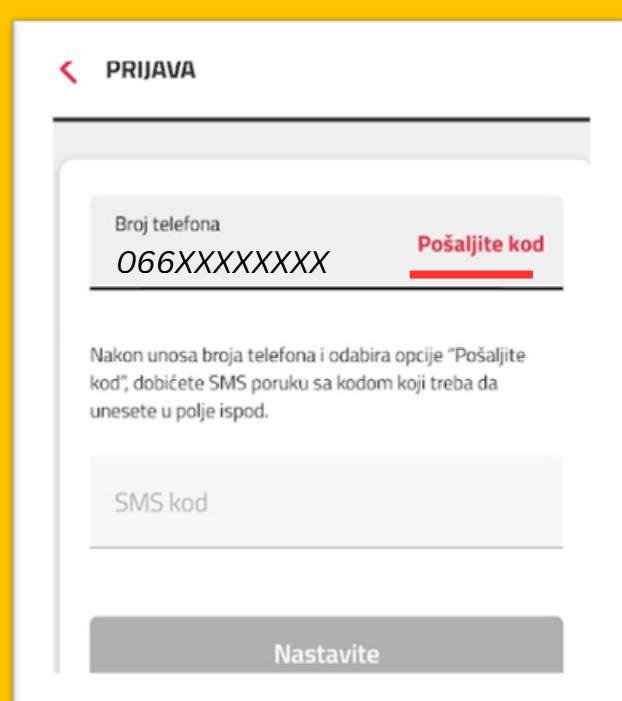 PRIJAVA
Broj telefona
066XXXXXXXX
Pošaljite kod
Nakon unosa broja telefona i odabira opcije "Pošaljite
kod", dobićete SMS poruku sa kodom koji treba da
unesete u polje ispod.
SMS kod
Nastavite